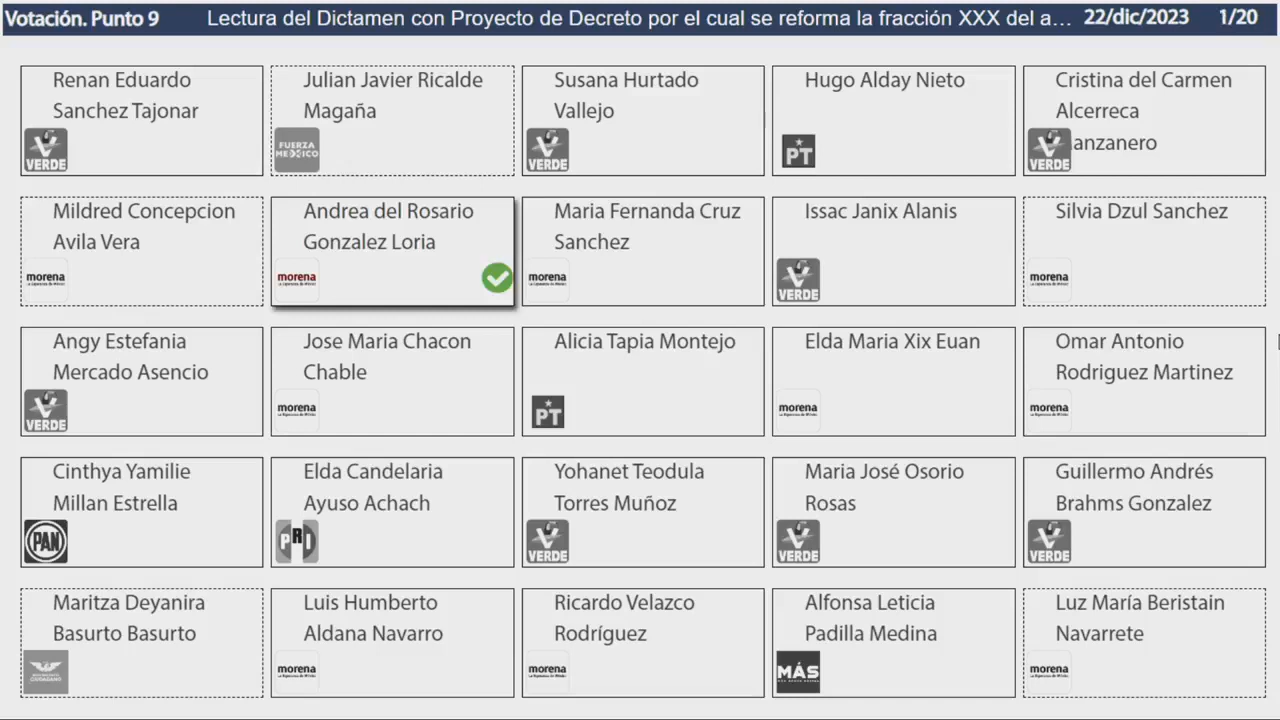 Votación. Punto 9 Lectura del Dictamen con Proyecto de Decreto por el cual se reforma la fracción XXX del a... 22/dic/2023 1/20
Renan Eduardo
Sanchez Tajonar
VERDE
Julian Javier Ricalde
Magaña
FUERZA
MEXICO
Susana Hurtado
Vallejo
VERDE
Hugo Alday Nieto
PT
Cristina del Carmen
Alcerreca
anzanero
VERDE
Mildred Concepcion
Avila Vera
morena
Andrea del Rosario
Gonzalez Loria
morena
Maria Fernanda Cruz
Sanchez
morena
Issac Janix Alanis
VERDE
Silvia Dzul Sanchez
morena
Angy Estefania
Mercado Asencio
VERDE
Jose Maria Chacon
Chable
morena
Alicia Tapia Montejo
PT
Elda Maria Xix Euan
morena
Omar Antonio
Rodriguez Martinez
morena
Cinthya Yamilie
Millan Estrella
PAN
Elda Candelaria
Ayuso Achach
PRI
Yohanet Teodula
Torres Muñoz
VERDE
Maria José Osorio
Rosas
VERDE
Guillermo Andrés
Brahms Gonzalez
VERDE
Maritza Deyanira
Basurto Basurto
Luis Humberto
Aldana Navarro
morena
Ricardo Velazco
Rodríguez
morena
Alfonsa Leticia
Padilla Medina
MÁS
Luz María Beristain
Navarrete
morena